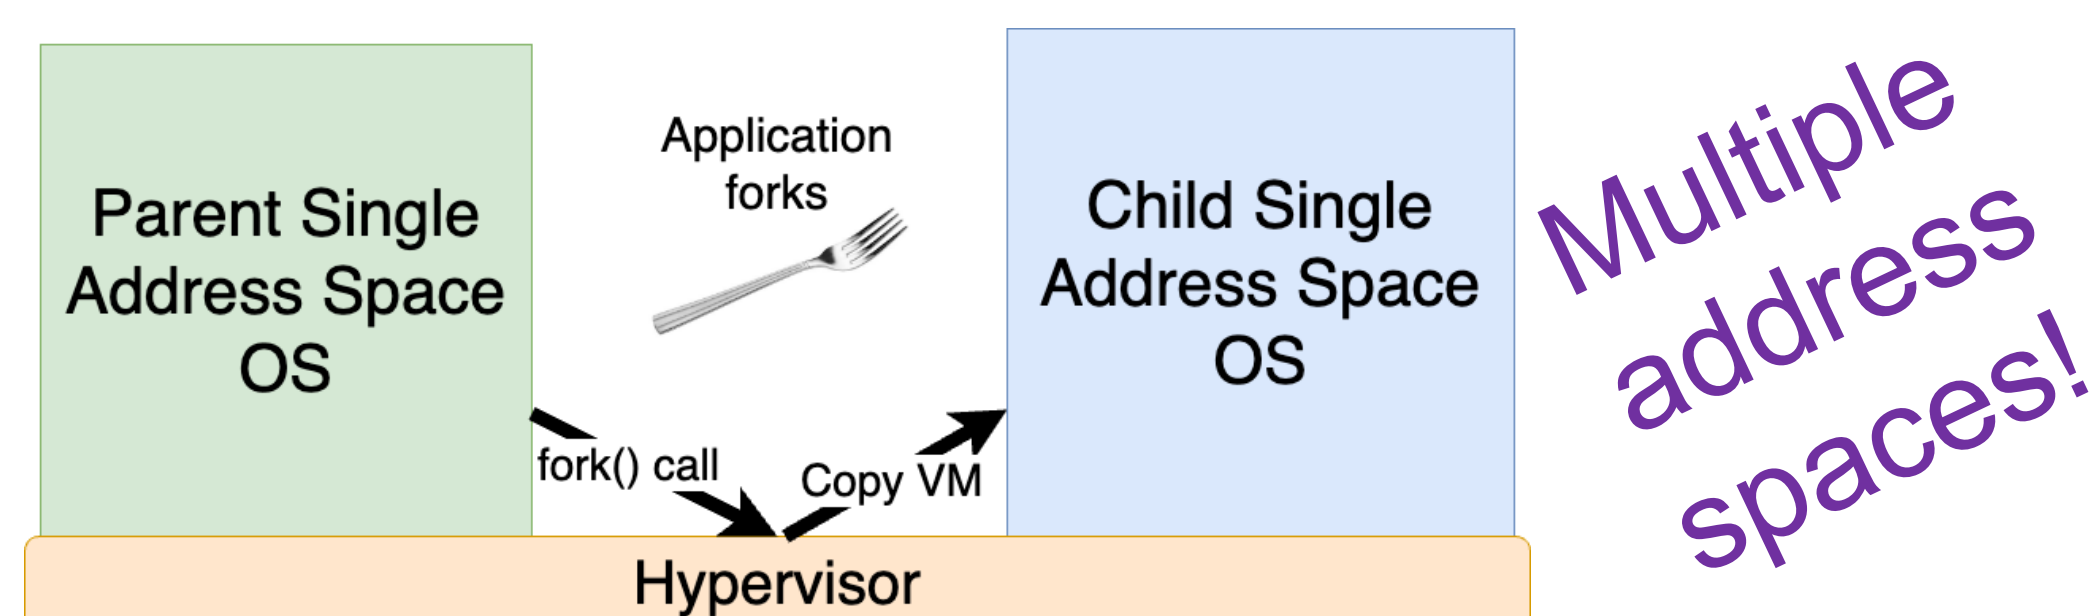 Parent Single
Address Space
OS
Application
forks
fork() call
Copy VM
Child Single
Address Space
OS
Hypervisor
Multiple
address
spaces!